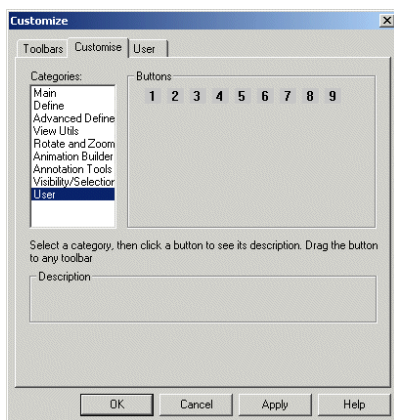 Customize
Toolbars Customise User
Categories:
Main
Define
Advanced Define
View Utils
Rotate and Zoom
Animation Builder
Annotation Tools
Visibility/Selection
User
Buttons
1 2 3 4 5 6 7 8 9
Select a category, then click a button to see its description. Drag the button
to any toolbar
Description
OK Cancel Apply Help